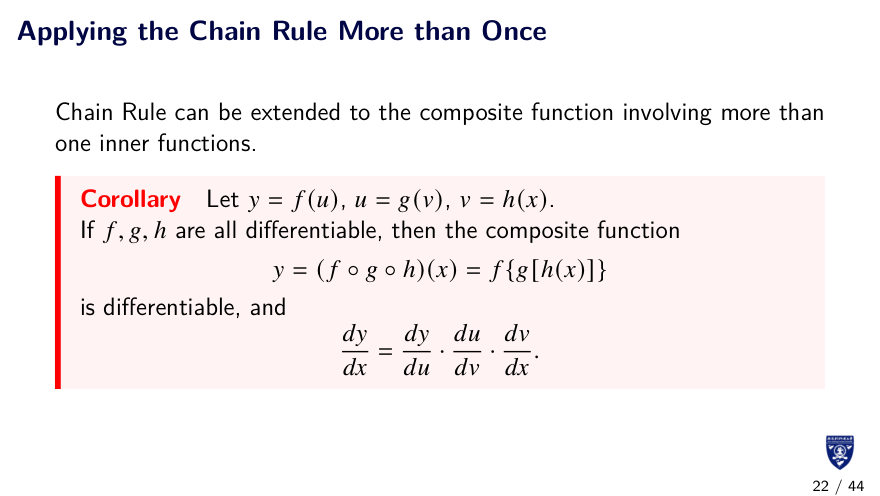 Applying the Chain Rule More than Once
Chain Rule can be extended to the composite function involving more than
one inner functions.
Corollary Let y = f(u), u = g(v), v = h(x).
If f, g, h are all differentiable, then the composite function
y = (f ∘ g ∘ h)(x) = f{g[h(x)]}
is differentiable, and
dy/dx = dy/du · du/dv · dv/dx.
22 / 44